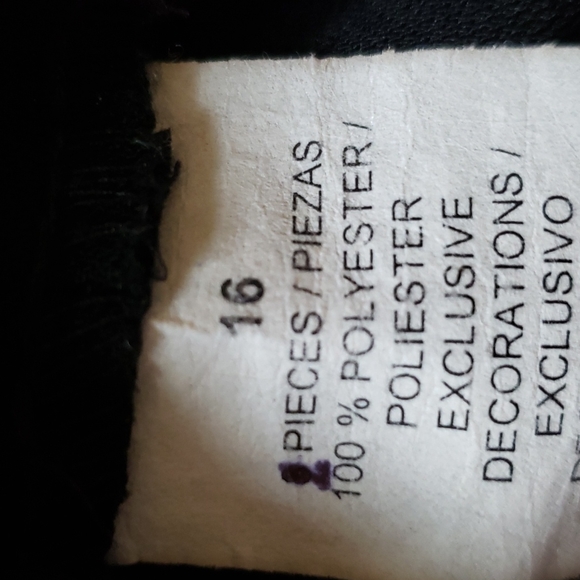 16
PIECES / PIEZAS
100 % POLYESTER /
POLIESTER
EXCLUSIVE
DECORATIONS /
EXCLUSIVO